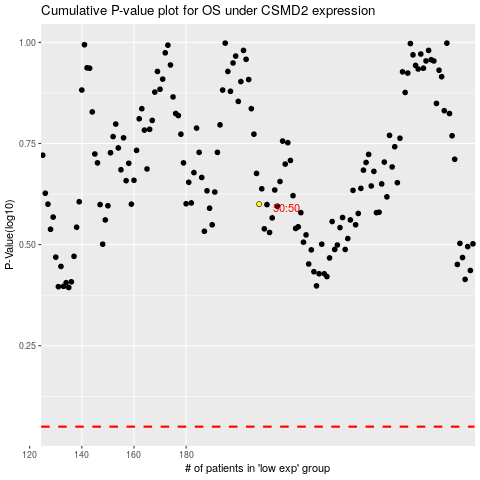 Cumulative P-value plot for OS under CSMD2 expression
P-Value(log10)
1.00
0.75
0.50
0.25
50:50
120 140 160 180
# of patients in 'low exp' group